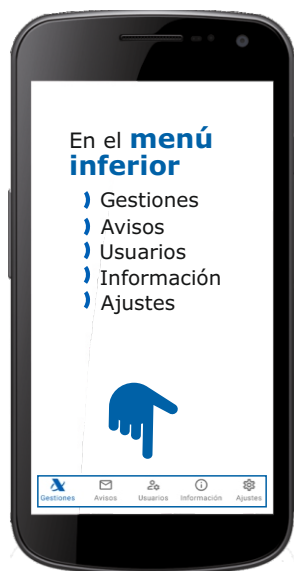 En el menú
inferior
Gestiones
Avisos
Usuarios
Información
Ajustes
Gestiones Avisos Usuarios Información Ajustes